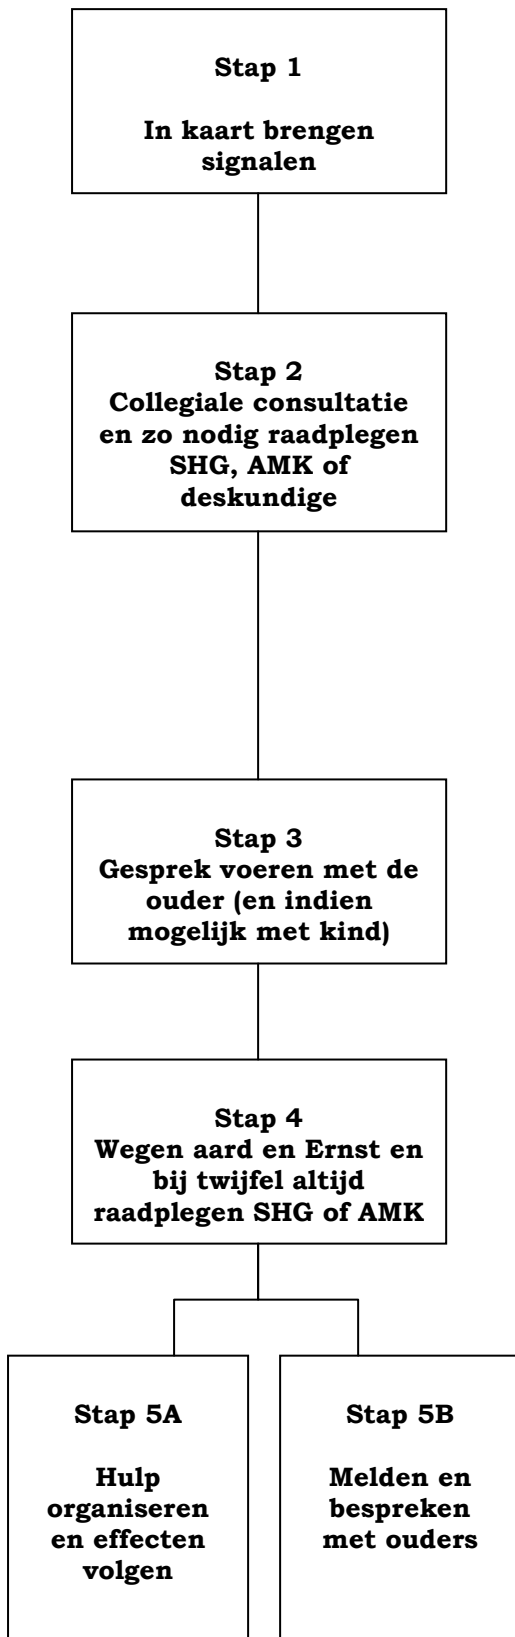 Stap 1
In kaart brengen
signalen
Stap 2
Collegiale consultatie
en zo nodig raadplegen
SHG, AMK of
deskundige
Stap 3
Gesprek voeren met de
ouder (en indien
mogelijk met kind)
Stap 4
Wegen aard en Ernst en
bij twijfel altijd
raadplegen SHG of AMK
Stap 5A
Hulp
organiseren
en effecten
volgen
Stap 5B
Melden en
bespreken
met ouders